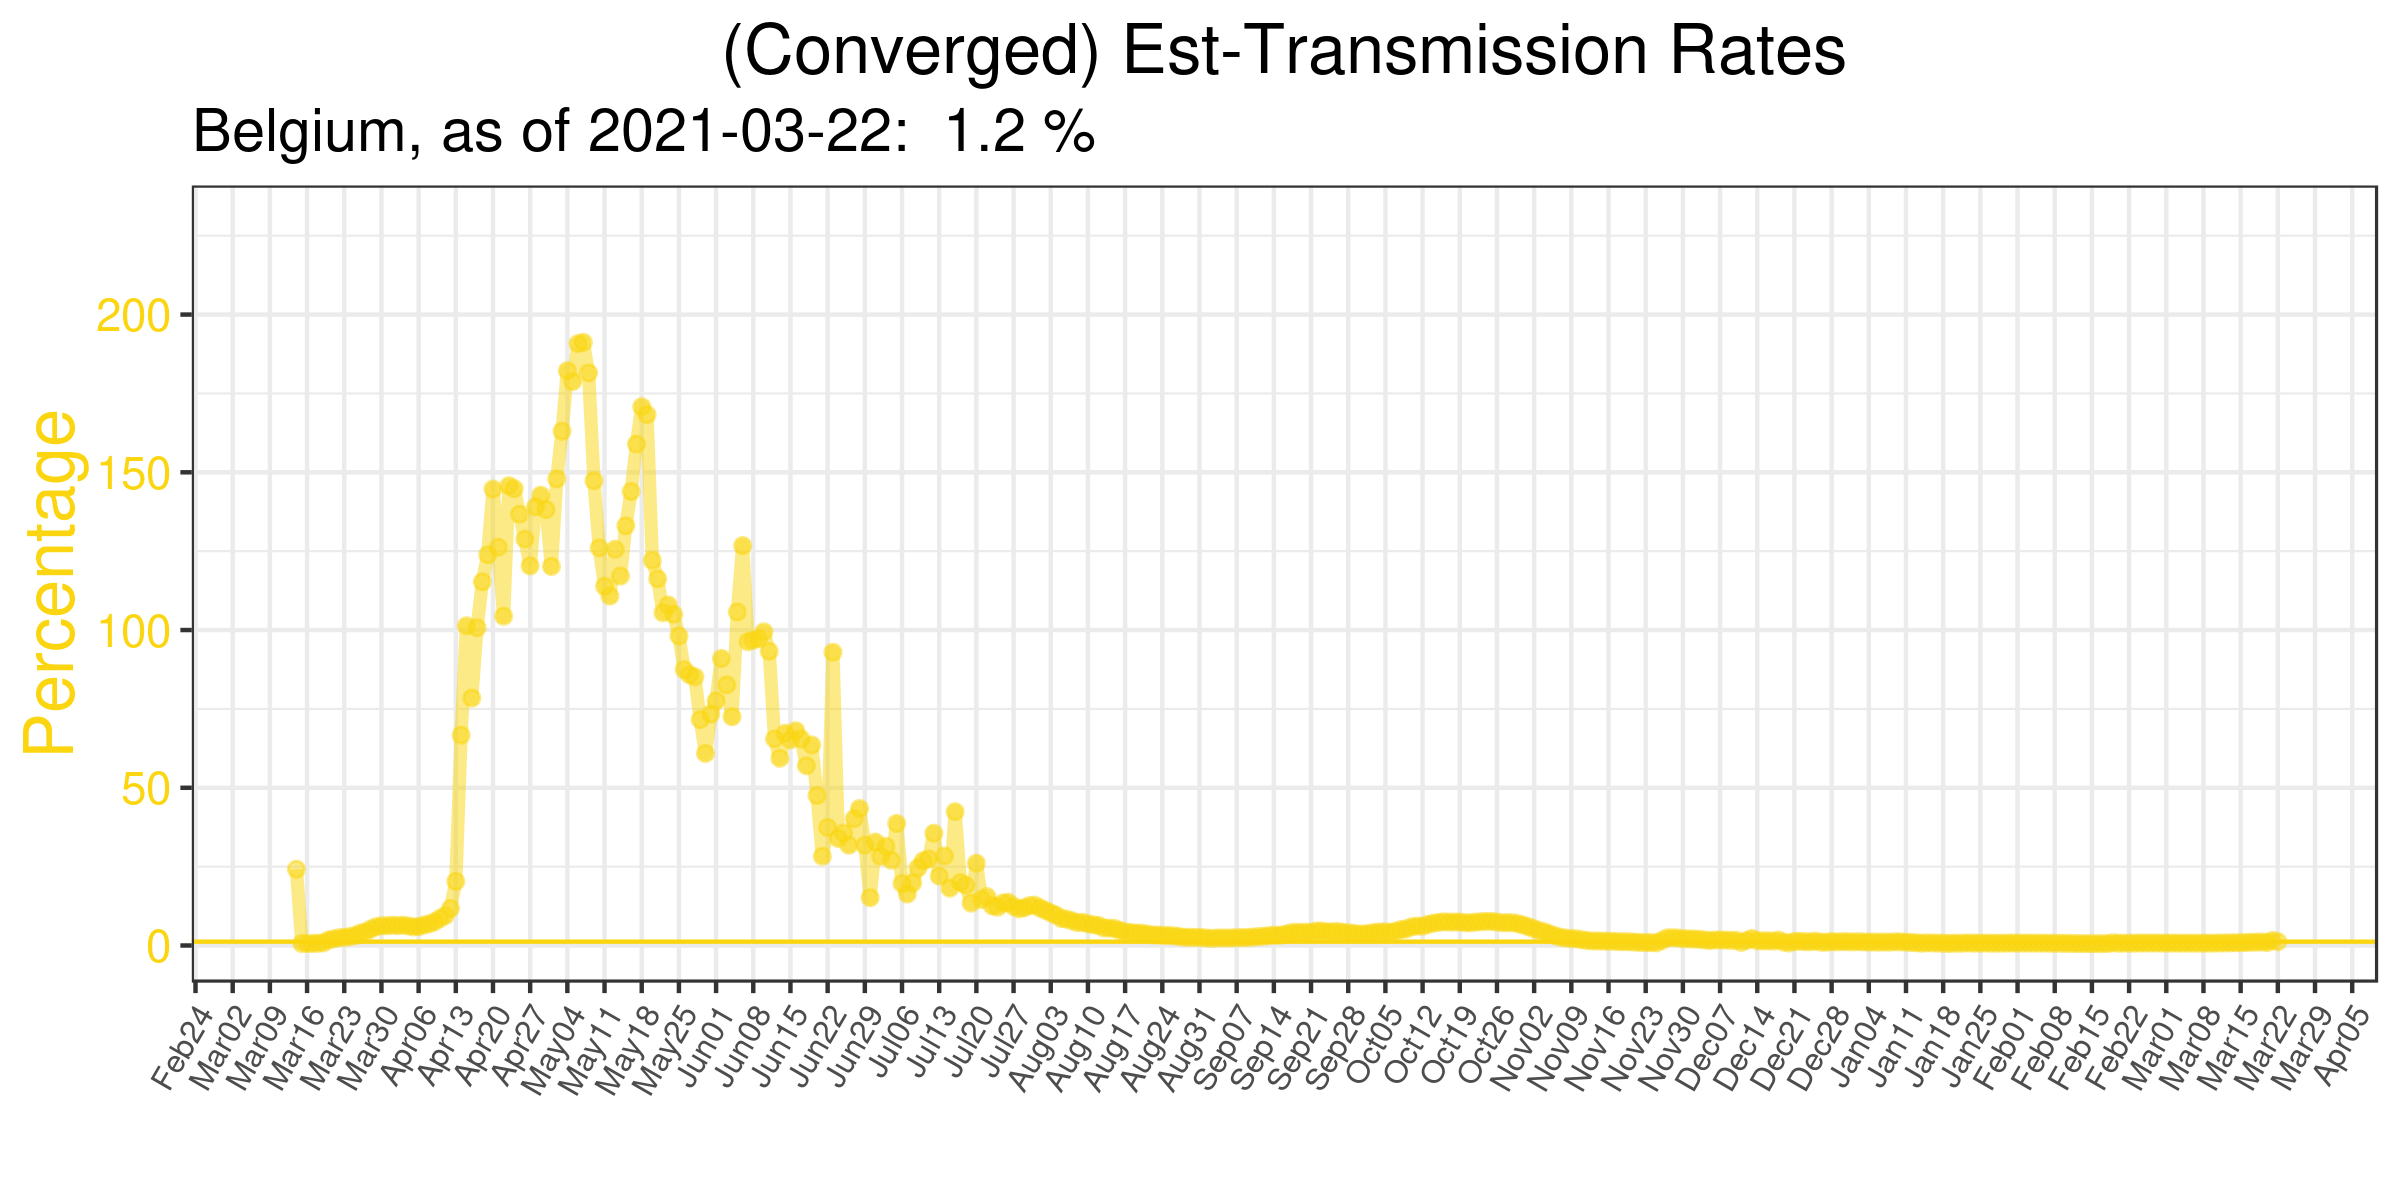 (Converged) Est-Transmission Rates
Belgium, as of 2021-03-22:  1.2 %
Percentage
200
150
100
50
0
Feb24
Mar02
Mar09
Mar16
Mar23
Mar30
Apr06
Apr13
Apr20
Apr27
May04
May11
May18
May25
Jun01
Jun08
Jun15
Jun22
Jun29
Jul06
Jul13
Jul20
Jul27
Aug03
Aug10
Aug17
Aug24
Aug31
Sep07
Sep14
Sep21
Sep28
Oct05
Oct12
Oct19
Oct26
Nov02
Nov09
Nov16
Nov23
Nov30
Dec07
Dec14
Dec21
Dec28
Jan04
Jan11
Jan18
Jan25
Feb01
Feb08
Feb15
Feb22
Mar01
Mar08
Mar15
Mar22
Mar29
Apr05